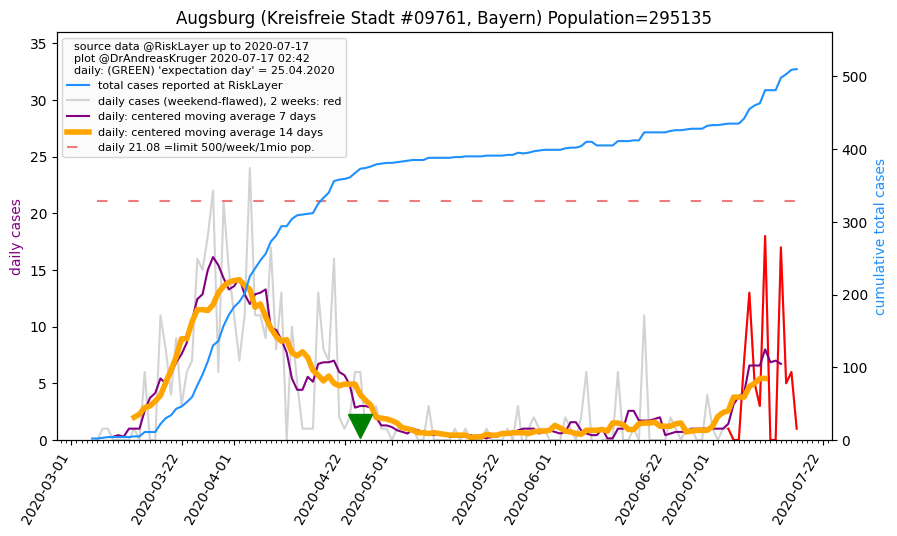 Augsburg (Kreisfreie Stadt #09761, Bayern) Population=295135
source data @RiskLayer up to 2020-07-17
plot @DrAndreasKruger 2020-07-17 02:42
daily: (GREEN) 'expectation day' = 25.04.2020
total cases reported at RiskLayer
daily cases (weekend-flawed), 2 weeks: red
daily: centered moving average 7 days
daily: centered moving average 14 days
daily 21.08 =limit 500/week/1mio pop.
daily cases
35
30
25
20
15
10
5
0
cumulative total cases
500
400
300
200
100
0
2020-03-01
2020-03-22
2020-04-01
2020-04-22
2020-05-01
2020-05-22
2020-06-01
2020-06-22
2020-07-01
2020-07-22